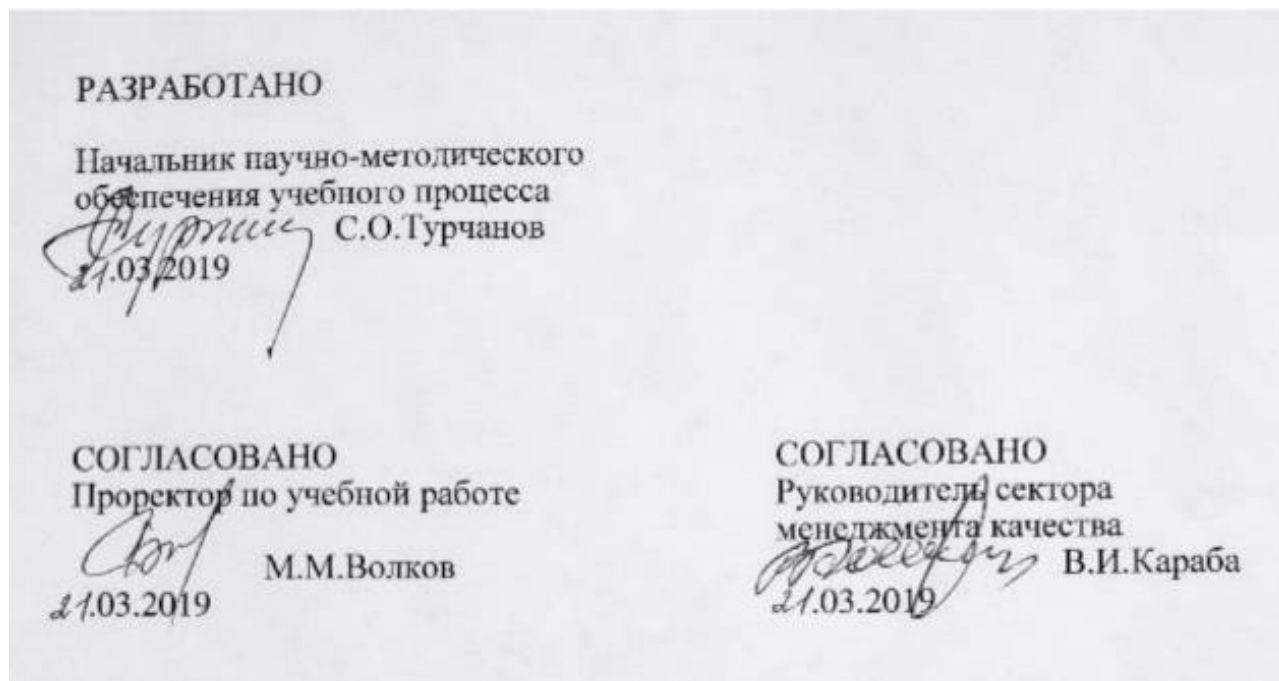 РАЗРАБОТАНО
Начальник научно-методического
обеспечения учебного процесса
С.О.Турчанов
21.03.2019
СОГЛАСОВАНО
Проректор по учебной работе
М.М.Волков
21.03.2019
СОГЛАСОВАНО
Руководитель сектора
менеджмента качества
В.И.Караба
21.03.2019